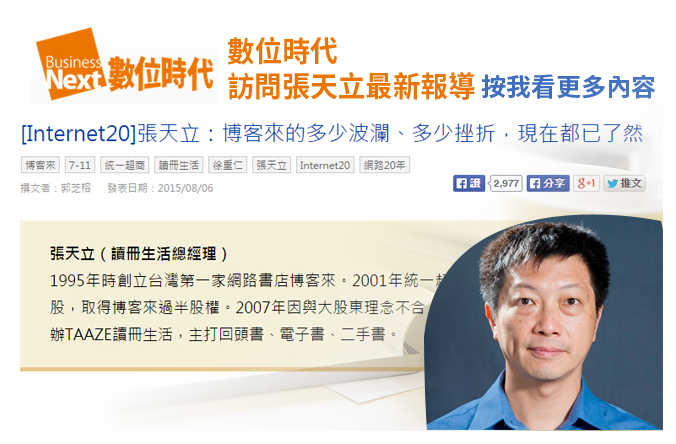 Business
Next 數位時代
數位時代
訪問張天立最新報導 按我看更多內容
[Internet20]張天立：博客來的多少波瀾、多少挫折，現在都已了然
博客來 7-11 統一超商 讀冊生活 徐重仁 張天立 Internet20 網路20年
撰文者：郭芝榕 發表日期：2015/08/06
讚 2,977 分享 g+1 推文
張天立（讀冊生活總經理）
1995年時創立台灣第一家網路書店博客來。2001年統一超
股，取得博客來過半股權。2007年因與大股東理念不合，
辦TAAZE讀冊生活，主打回頭書、電子書、二手書。